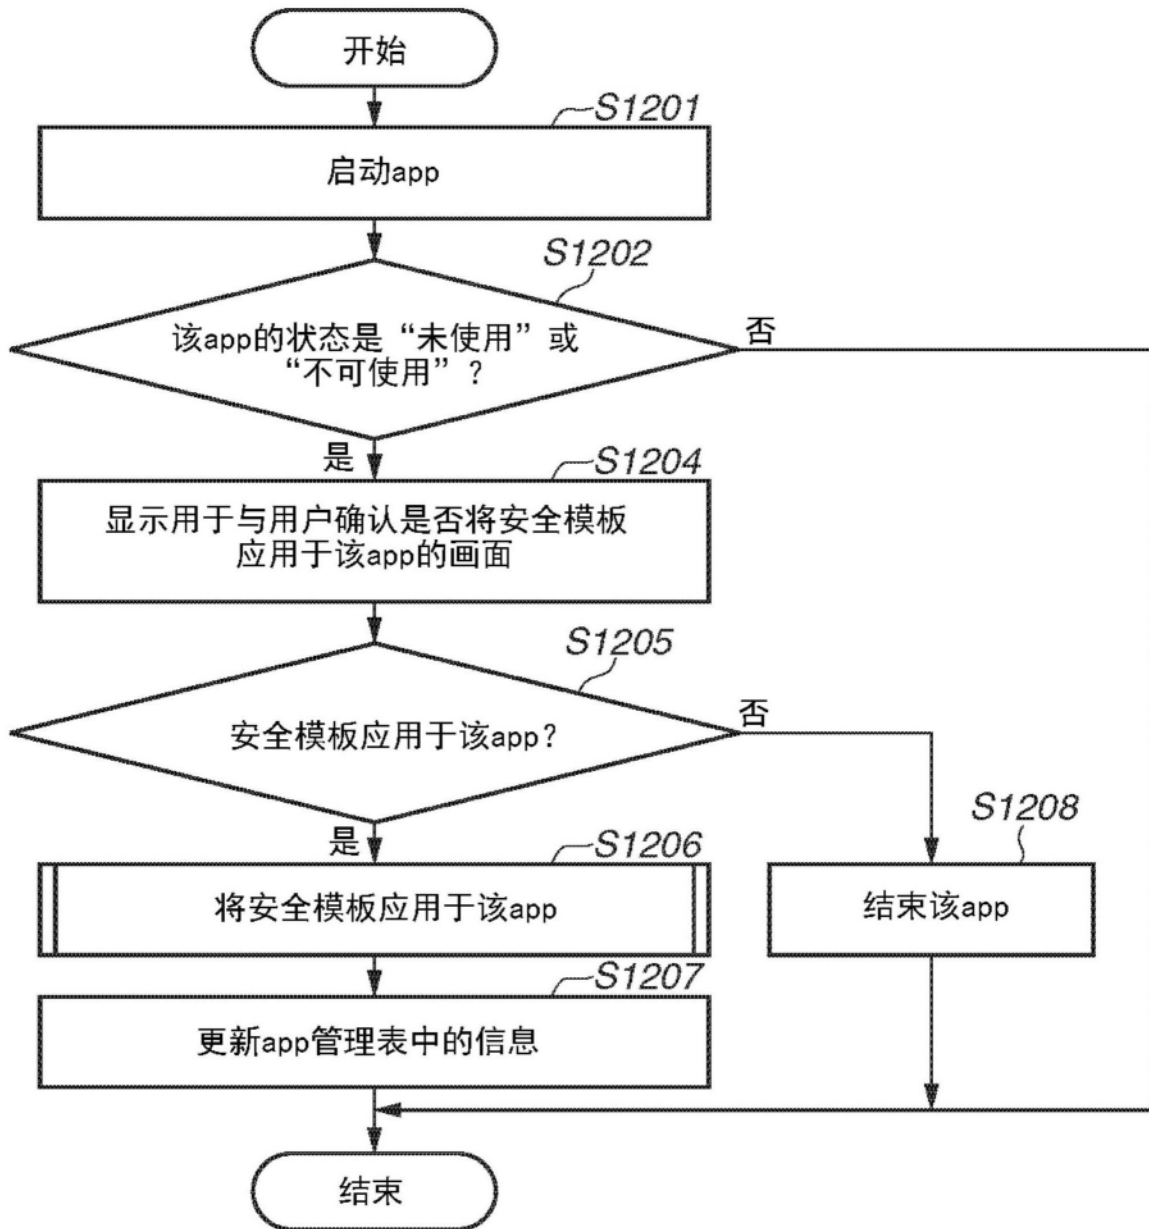 开始
S1201
启动app
S1202
该app的状态是“未使用”或
“不可使用”？
否
是
S1204
显示用于与用户确认是否将安全模板
应用于该app的画面
S1205
安全模板应用于该app？
否
是
S1206
将安全模板应用于该app
S1208
结束该app
S1207
更新app管理表中的信息
结束